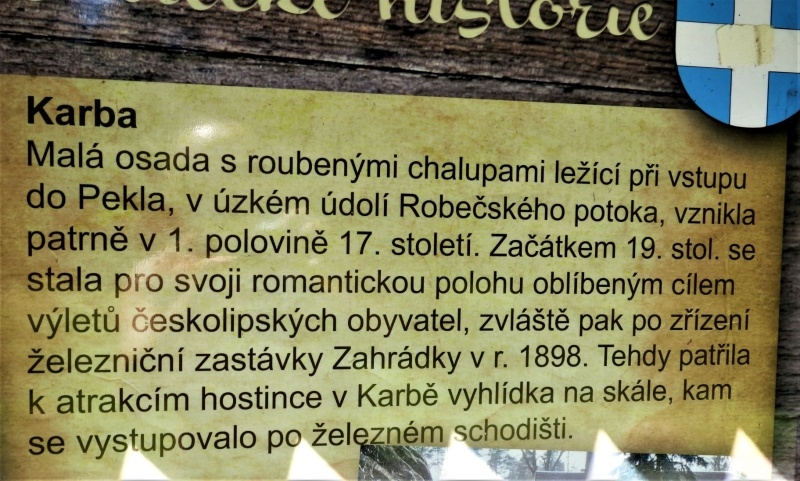 historie
Karba
Malá osada s roubenými chalupami ležící při vstupu
do Pekla, v úzkém údolí Robečského potoka, vznikla
patrně v 1. polovině 17. století. Začátkem 19. stol. se
stala pro svoji romantickou polohu oblíbeným cílem
výletů českolipských obyvatel, zvláště pak po zřízení
železniční zastávky Zahrádky v r. 1898. Tehdy patřila
k atrakcím hostince v Karbě vyhlídka na skále, kam
se vystupovalo po železném schodišti.